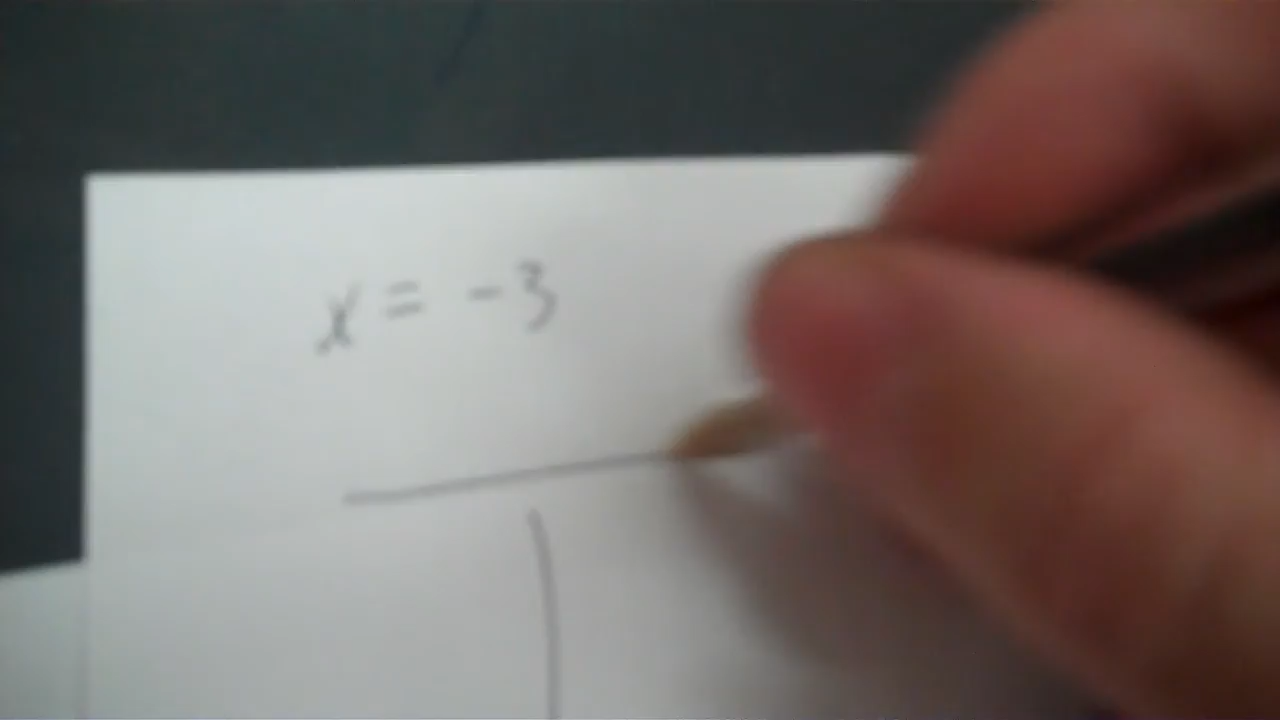 x = -3